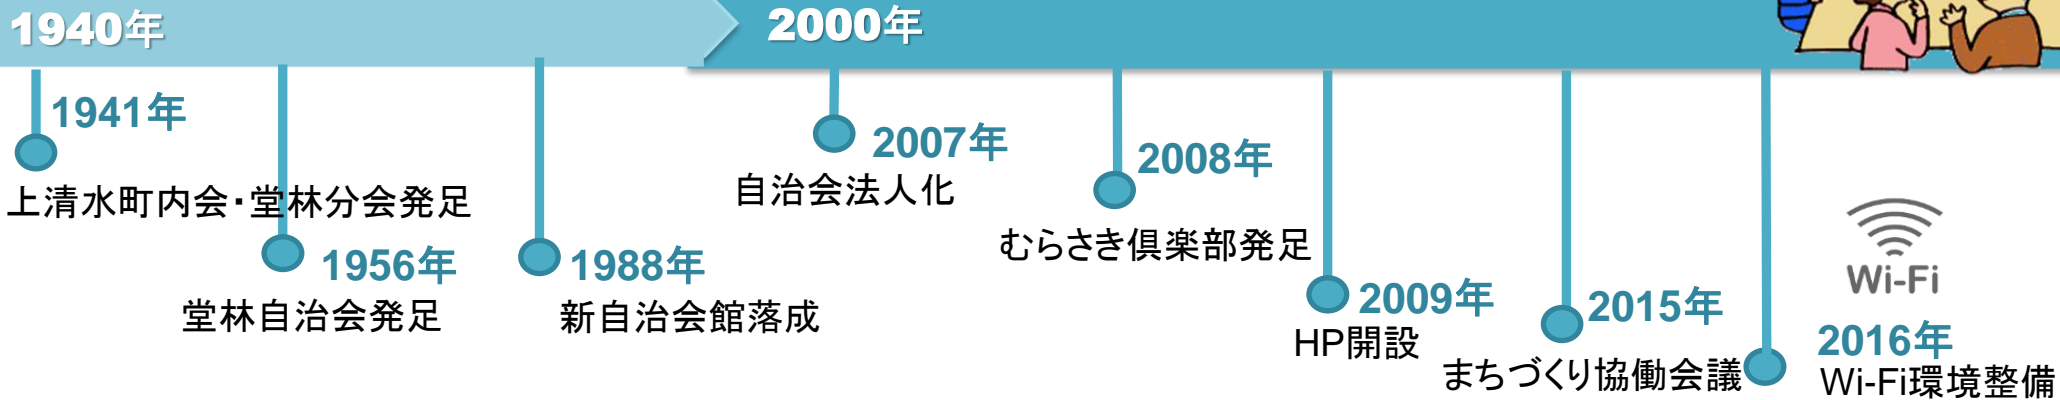 1940年
2000年
1941年
上清水町内会・堂林分会発足
1956年
堂林自治会発足
1988年
新自治会館落成
2007年
自治会法人化
2008年
むらさき倶楽部発足
2009年
HP開設
2015年
まちづくり協働会議
Wi-Fi
2016年
Wi-Fi環境整備